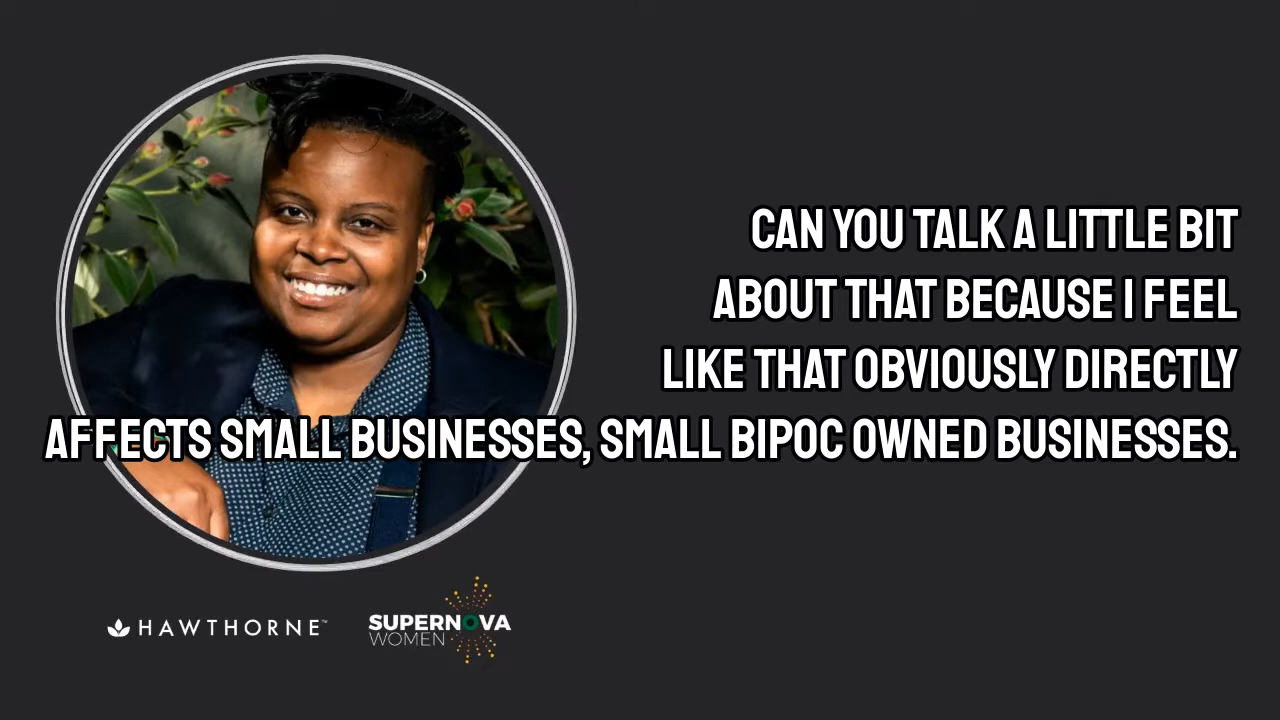 CAN YOU TALK A LITTLE BIT
ABOUT THAT BECAUSE I FEEL
LIKE THAT OBVIOUSLY DIRECTLY
AFFECTS SMALL BUSINESSES, SMALL BIPOC OWNED BUSINESSES.
HAWTHORNE™
SUPERNOVA
WOMEN